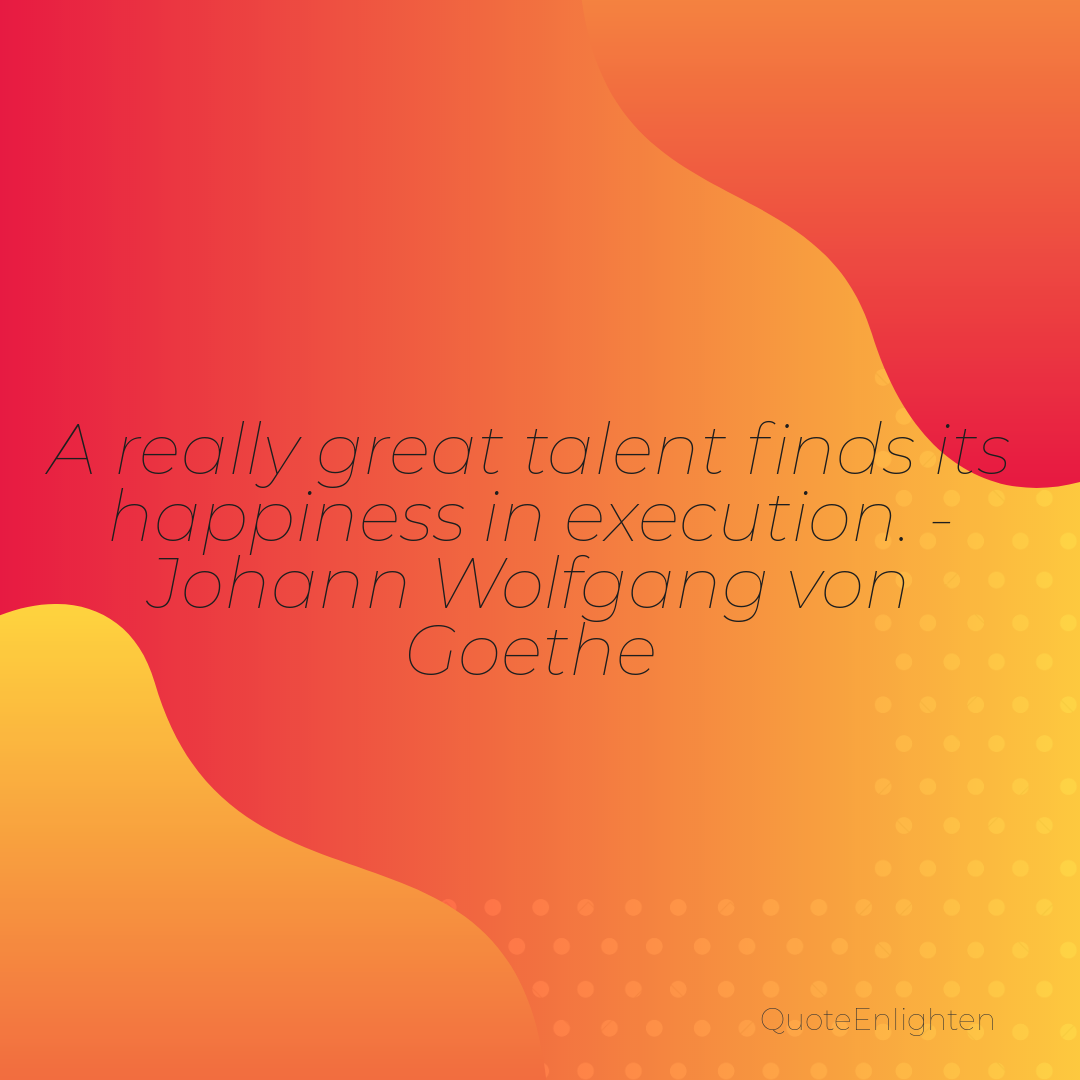 A really great talent finds its
happiness in execution. -
Johann Wolfgang von
Goethe
QuoteEnlighten